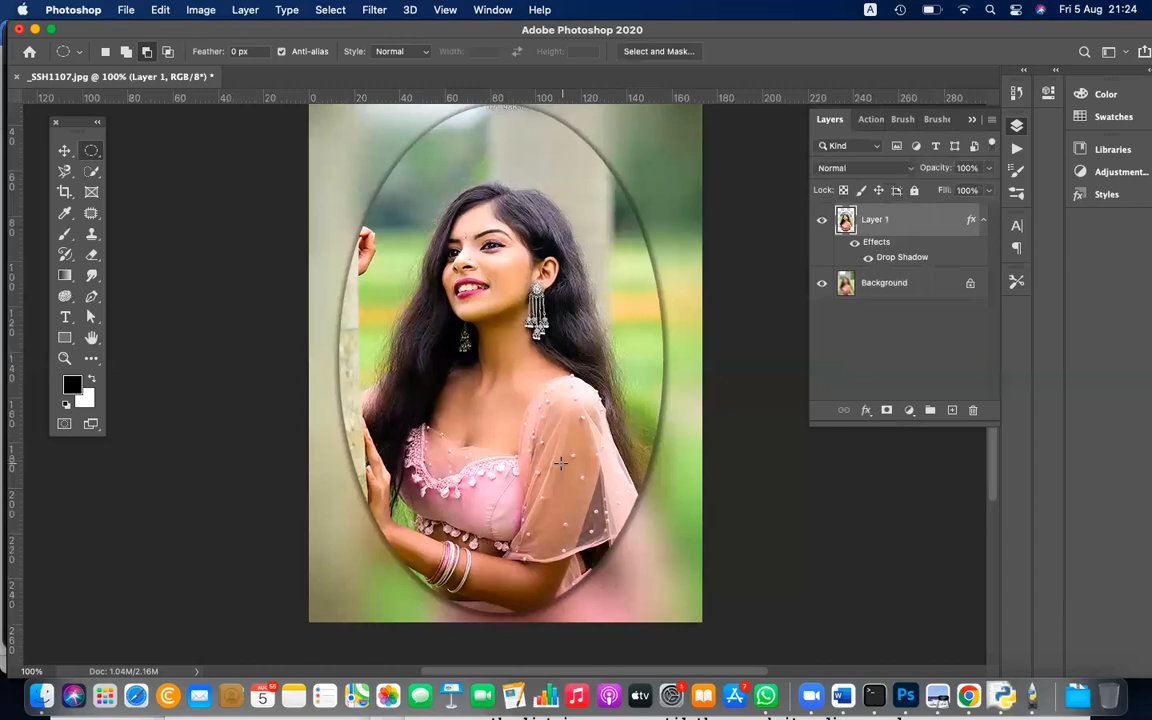 Photoshop File Edit Image Layer Type Select Filter 3D View Window Help A Fri 5 Aug 21:24
Adobe Photoshop 2020
Feather: 0 px Anti-alias Style: Normal Width: Height: Select and Mask...
_SSH1107.jpg @ 100% (Layer 1, RGB/8*) *
120 100 80 60 40 20 0 20 40 60 80 100 120 140 160 180 200 220 240 260 280
Layers Action Brush Brushe
Kind
Normal Opacity: 100%
Lock: Fill: 100%
Layer 1 fx
Effects
Drop Shadow
Background
Color
Swatches
Libraries
Adjustment...
Styles
100% Doc: 1.04M/2.16M